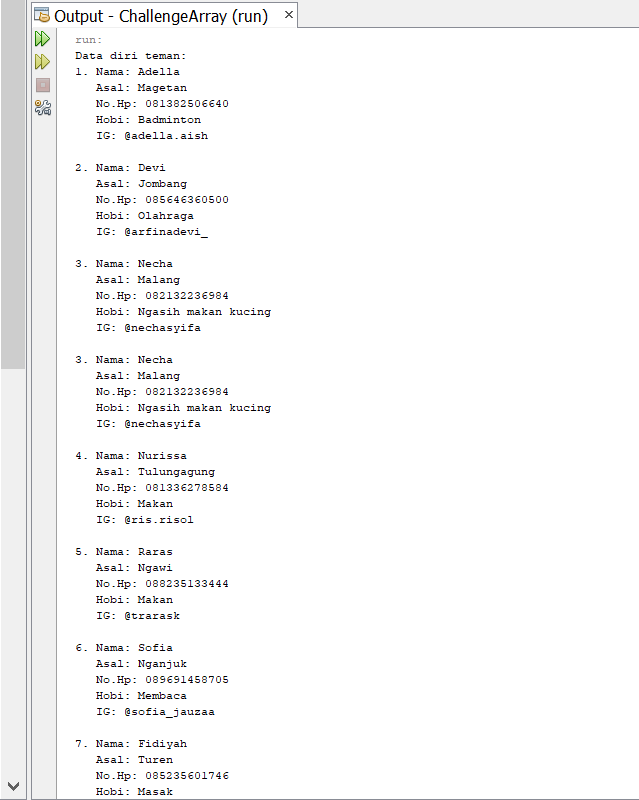 Output - ChallengeArray (run) ×
run:
Data diri teman:
1. Nama: Adella
Asal: Magetan
No.Hp: 081382506640
Hobi: Badminton
IG: @adella.aish
2. Nama: Devi
Asal: Jombang
No.Hp: 085646360500
Hobi: Olahraga
IG: @arfinadevi_
3. Nama: Necha
Asal: Malang
No.Hp: 082132236984
Hobi: Ngasih makan kucing
IG: @nechasyifa
3. Nama: Necha
Asal: Malang
No.Hp: 082132236984
Hobi: Ngasih makan kucing
IG: @nechasyifa
4. Nama: Nurissa
Asal: Tulungagung
No.Hp: 081336278584
Hobi: Makan
IG: @ris.risol
5. Nama: Raras
Asal: Ngawi
No.Hp: 088235133444
Hobi: Makan
IG: @trarask
6. Nama: Sofia
Asal: Nganjuk
No.Hp: 089691458705
Hobi: Membaca
IG: @sofia_jauzaa
7. Nama: Fidiyah
Asal: Turen
No.Hp: 085235601746
Hobi: Masak